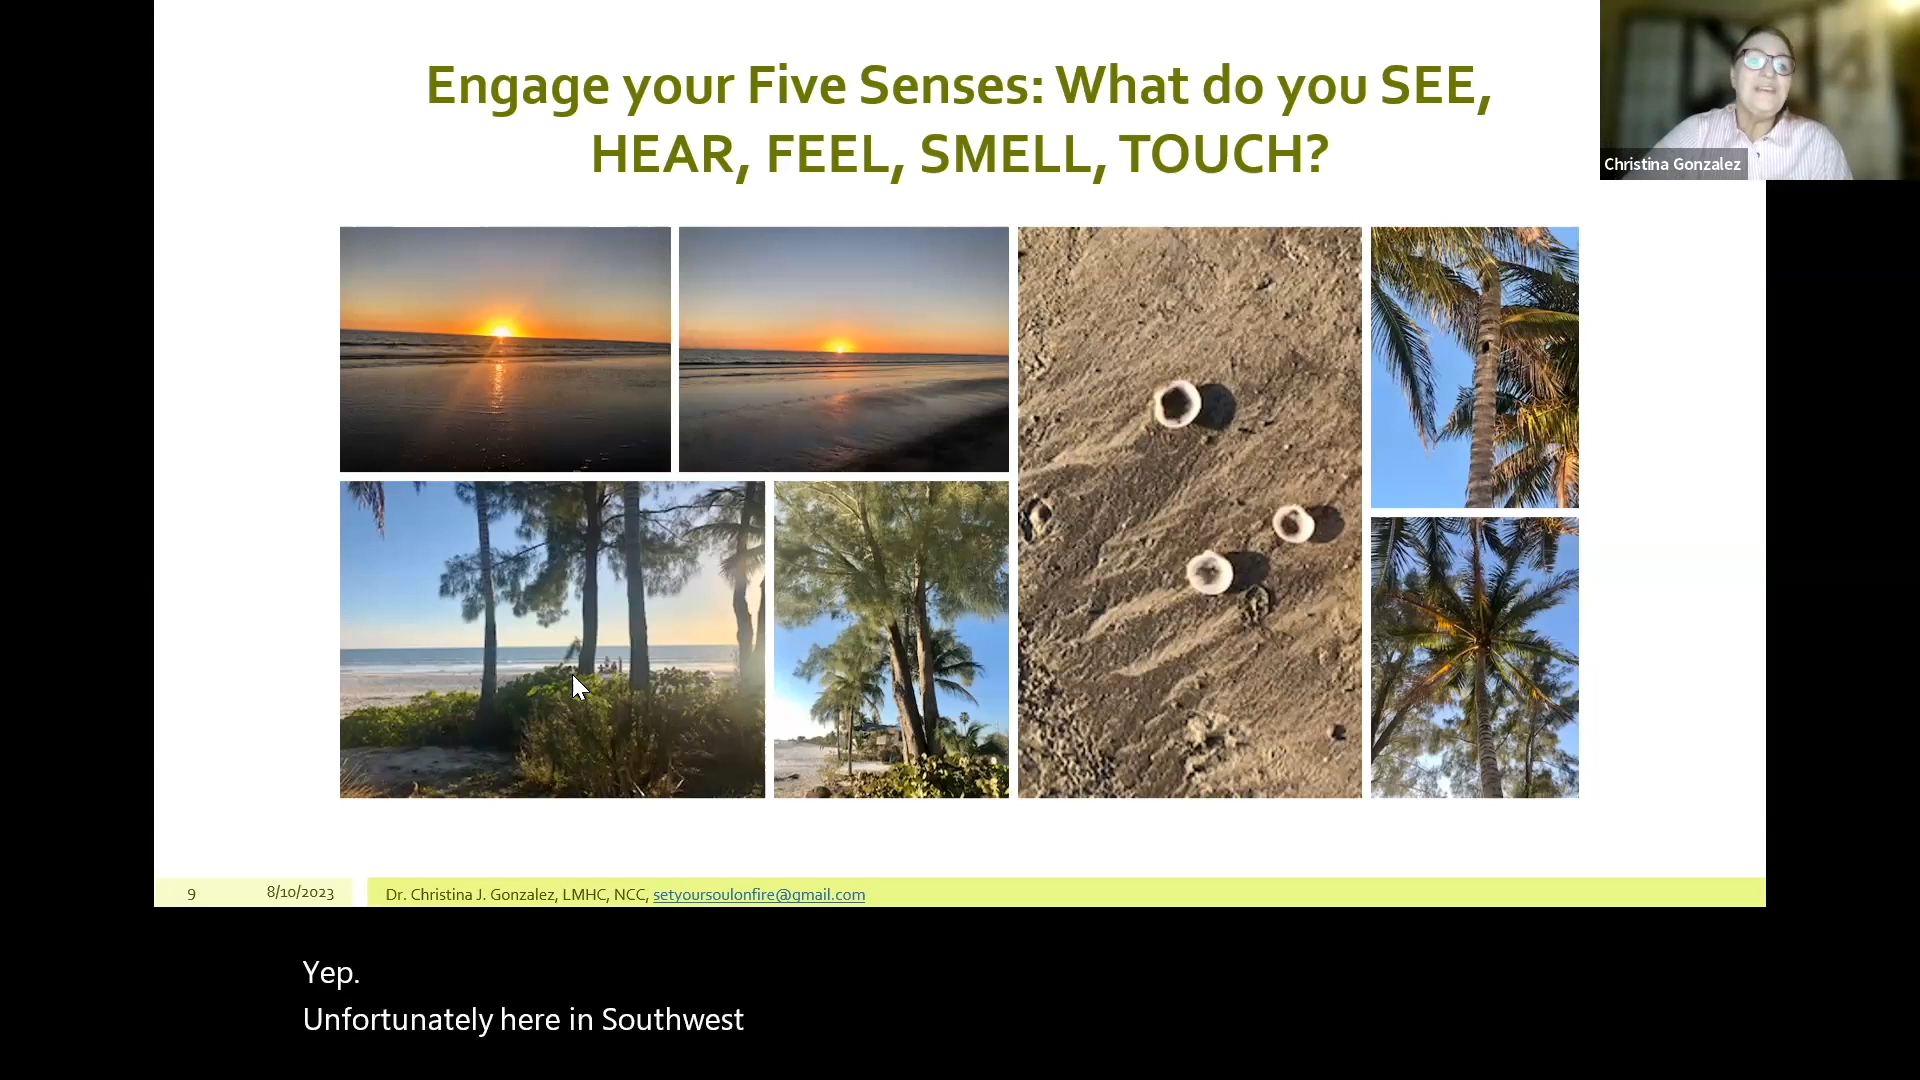 Engage your Five Senses: What do you SEE,
HEAR, FEEL, SMELL, TOUCH?
Christina Gonzalez
9
8/10/2023
Dr. Christina J. Gonzalez, LMHC, NCC, setyoursoulonfire@gmail.com
Yep.
Unfortunately here in Southwest